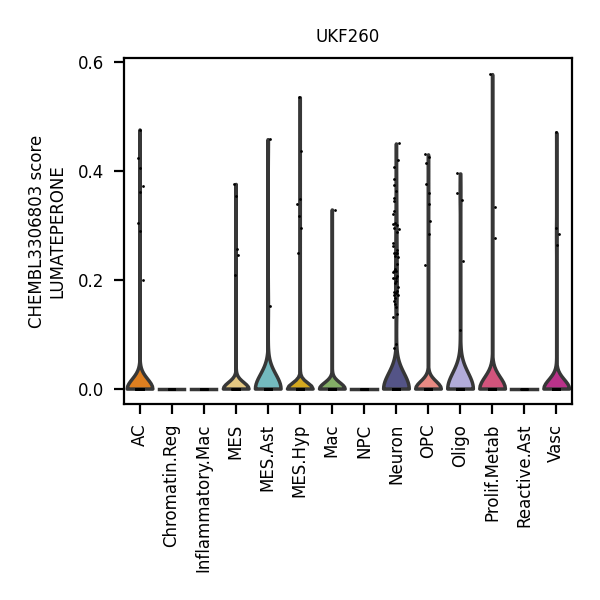 UKF260
CHEMBL3306803 score
LUMATEPERONE
0.6
0.4
0.2
0.0
AC
Chromatin.Reg
Inflammatory.Mac
MES
MES.Ast
MES.Hyp
Mac
NPC
Neuron
OPC
Oligo
Prolif.Metab
Reactive.Ast
Vasc